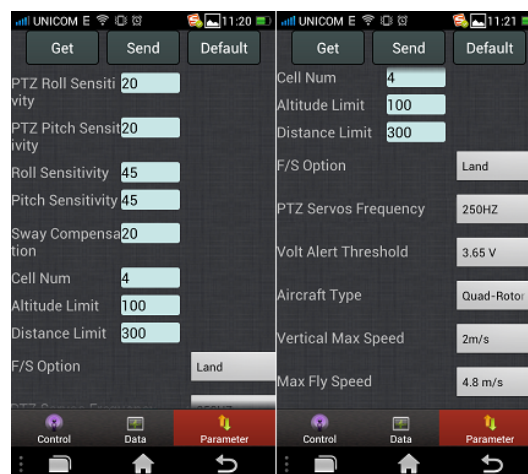 UNICOM E 11:20
Get Send Default
PTZ Roll Sensiti 20
vity
PTZ Pitch Sensit 20
ivity
Roll Sensitivity 45
Pitch Sensitivity 45
Sway Compensa 20
tion
Cell Num 4
Altitude Limit 100
Distance Limit 300
F/S Option Land
Control Data Parameter
UNICOM E 11:21
Get Send Default
Cell Num 4
Altitude Limit 100
Distance Limit 300
F/S Option Land
PTZ Servos Frequency 250HZ
Volt Alert Threshold 3.65 V
Aircraft Type Quad-Rotor
Vertical Max Speed 2m/s
Max Fly Speed 4.8 m/s
Control Data Parameter